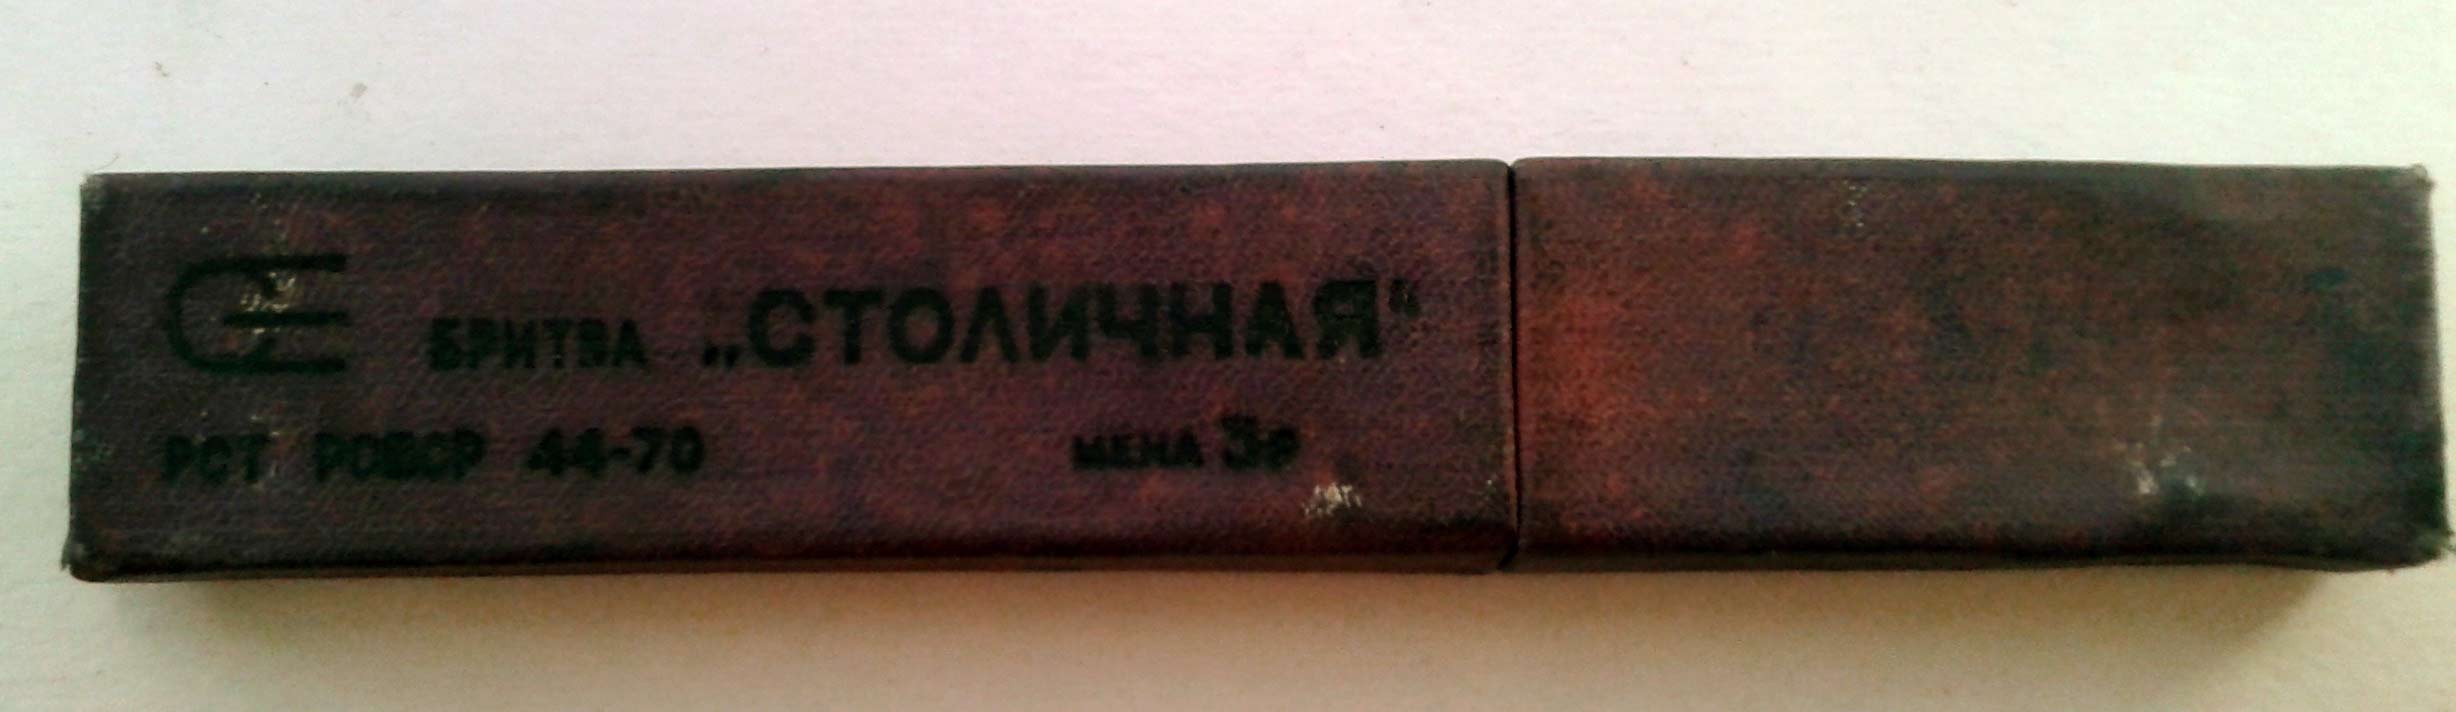 БРИТВА „СТОЛИЧНАЯ“
РСТ РСФСР 44-70 ЦЕНА 3р